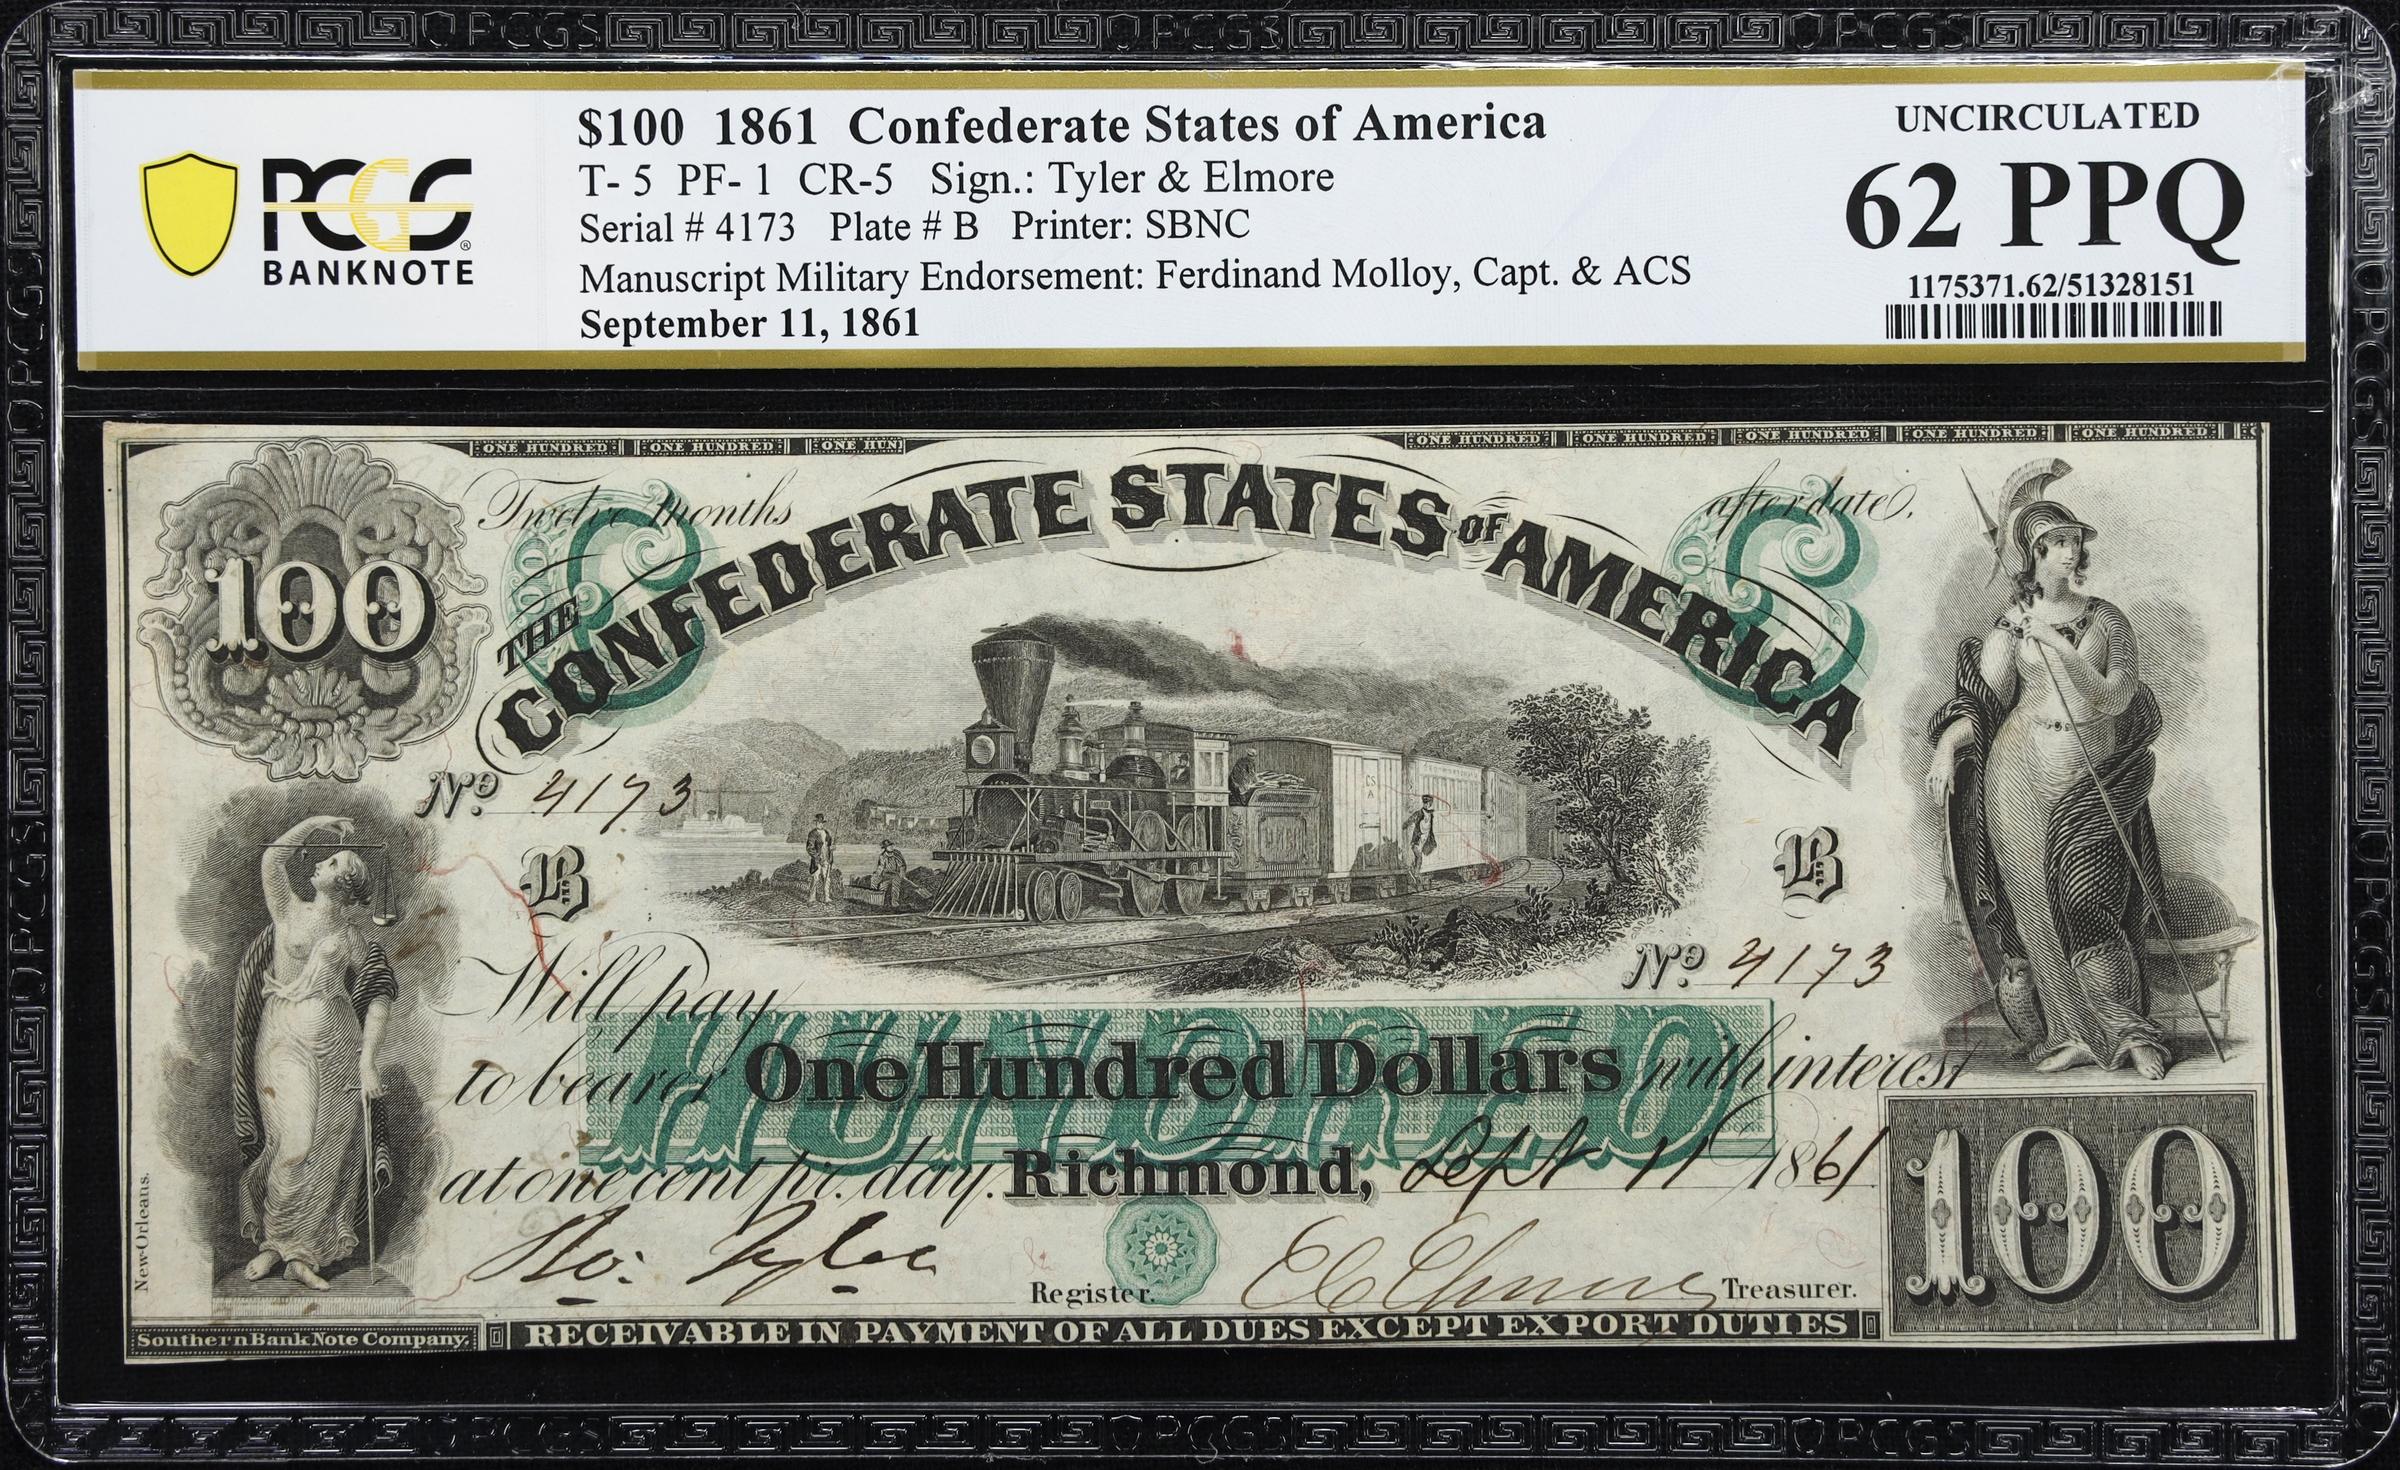 $100 1861 Confederate States of America
T- 5 PF- 1 CR-5 Sign.: Tyler & Elmore
Serial # 4173 Plate # B Printer: SBNC
Manuscript Military Endorsement: Ferdinand Molloy, Capt. & ACS
September 11, 1861
PCGS
BANKNOTE
UNCIRCULATED
62 PPQ
1175371.62/51328151
ONE HUNDRED ONE HUNDRED ONE HUN
ONE HUNDRED ONE HUNDRED ONE HUNDRED ONE HUNDRED ONE HUNDRED
Twelve Months after date,
THE CONFEDERATE STATES OF AMERICA
100
C C
No. 4173
CS
A
B B
No. 4173
Will pay
HUNDRED
to bearer One Hundred Dollars with interest
at one cent pr. day. Richmond, Sept 11 1861
Ro: Tyler Register. E C Elmore Treasurer.
100
New-Orleans.
Southern Bank Note Company.
RECEIVABLE IN PAYMENT OF ALL DUES EXCEPT EXPORT DUTIES